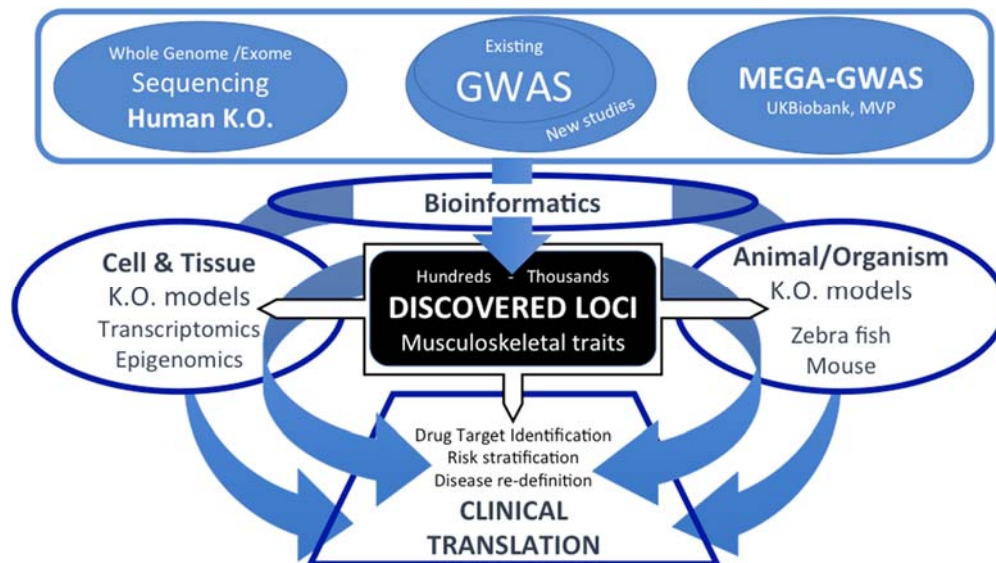 Whole Genome /Exome
Sequencing
Human K.O.
Existing
GWAS
New studies
MEGA-GWAS
UKBiobank, MVP
Bioinformatics
Cell & Tissue
K.O. models
Transcriptomics
Epigenomics
Hundreds - Thousands
DISCOVERED LOCI
Musculoskeletal traits
Animal/Organism
K.O. models
Zebra fish
Mouse
Drug Target Identification
Risk stratification
Disease re-definition
CLINICAL
TRANSLATION